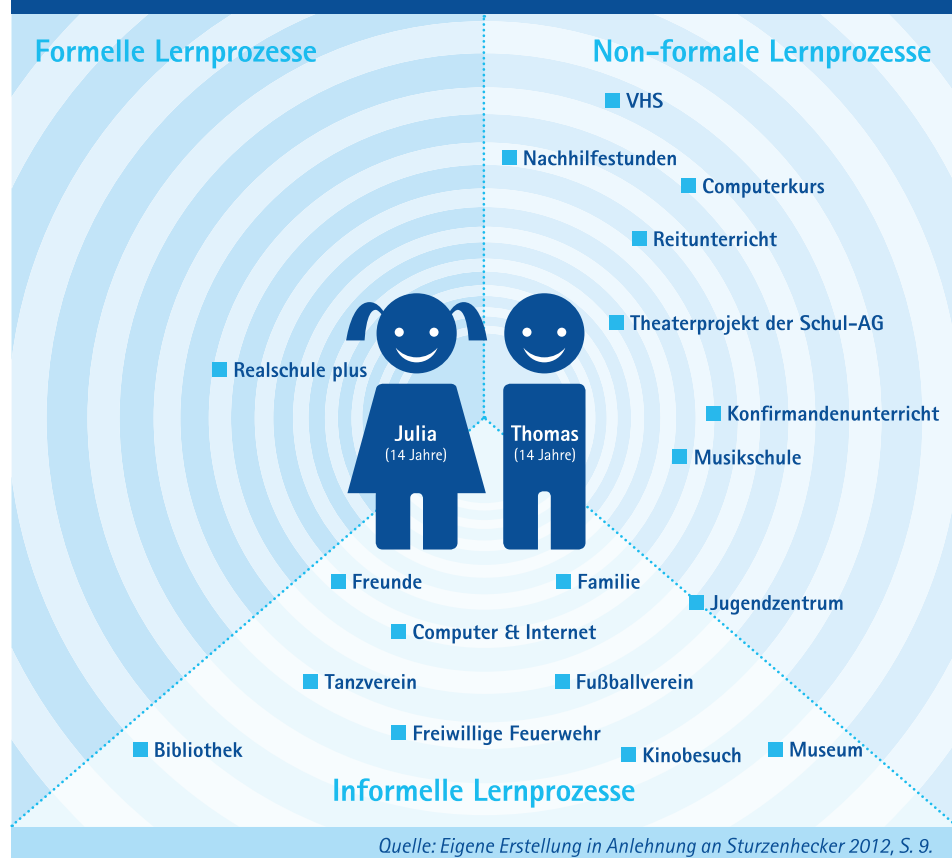 Formelle Lernprozesse
Non-formale Lernprozesse
VHS
Nachhilfestunden
Computerkurs
Reitunterricht
Theaterprojekt der Schul-AG
Realschule plus
Konfirmandenunterricht
Julia
(14 Jahre)
Thomas
(14 Jahre)
Musikschule
Freunde
Familie
Jugendzentrum
Computer & Internet
Tanzverein
Fußballverein
Freiwillige Feuerwehr
Bibliothek
Kinobesuch
Museum
Informelle Lernprozesse
Quelle: Eigene Erstellung in Anlehnung an Sturzenhecker 2012, S. 9.